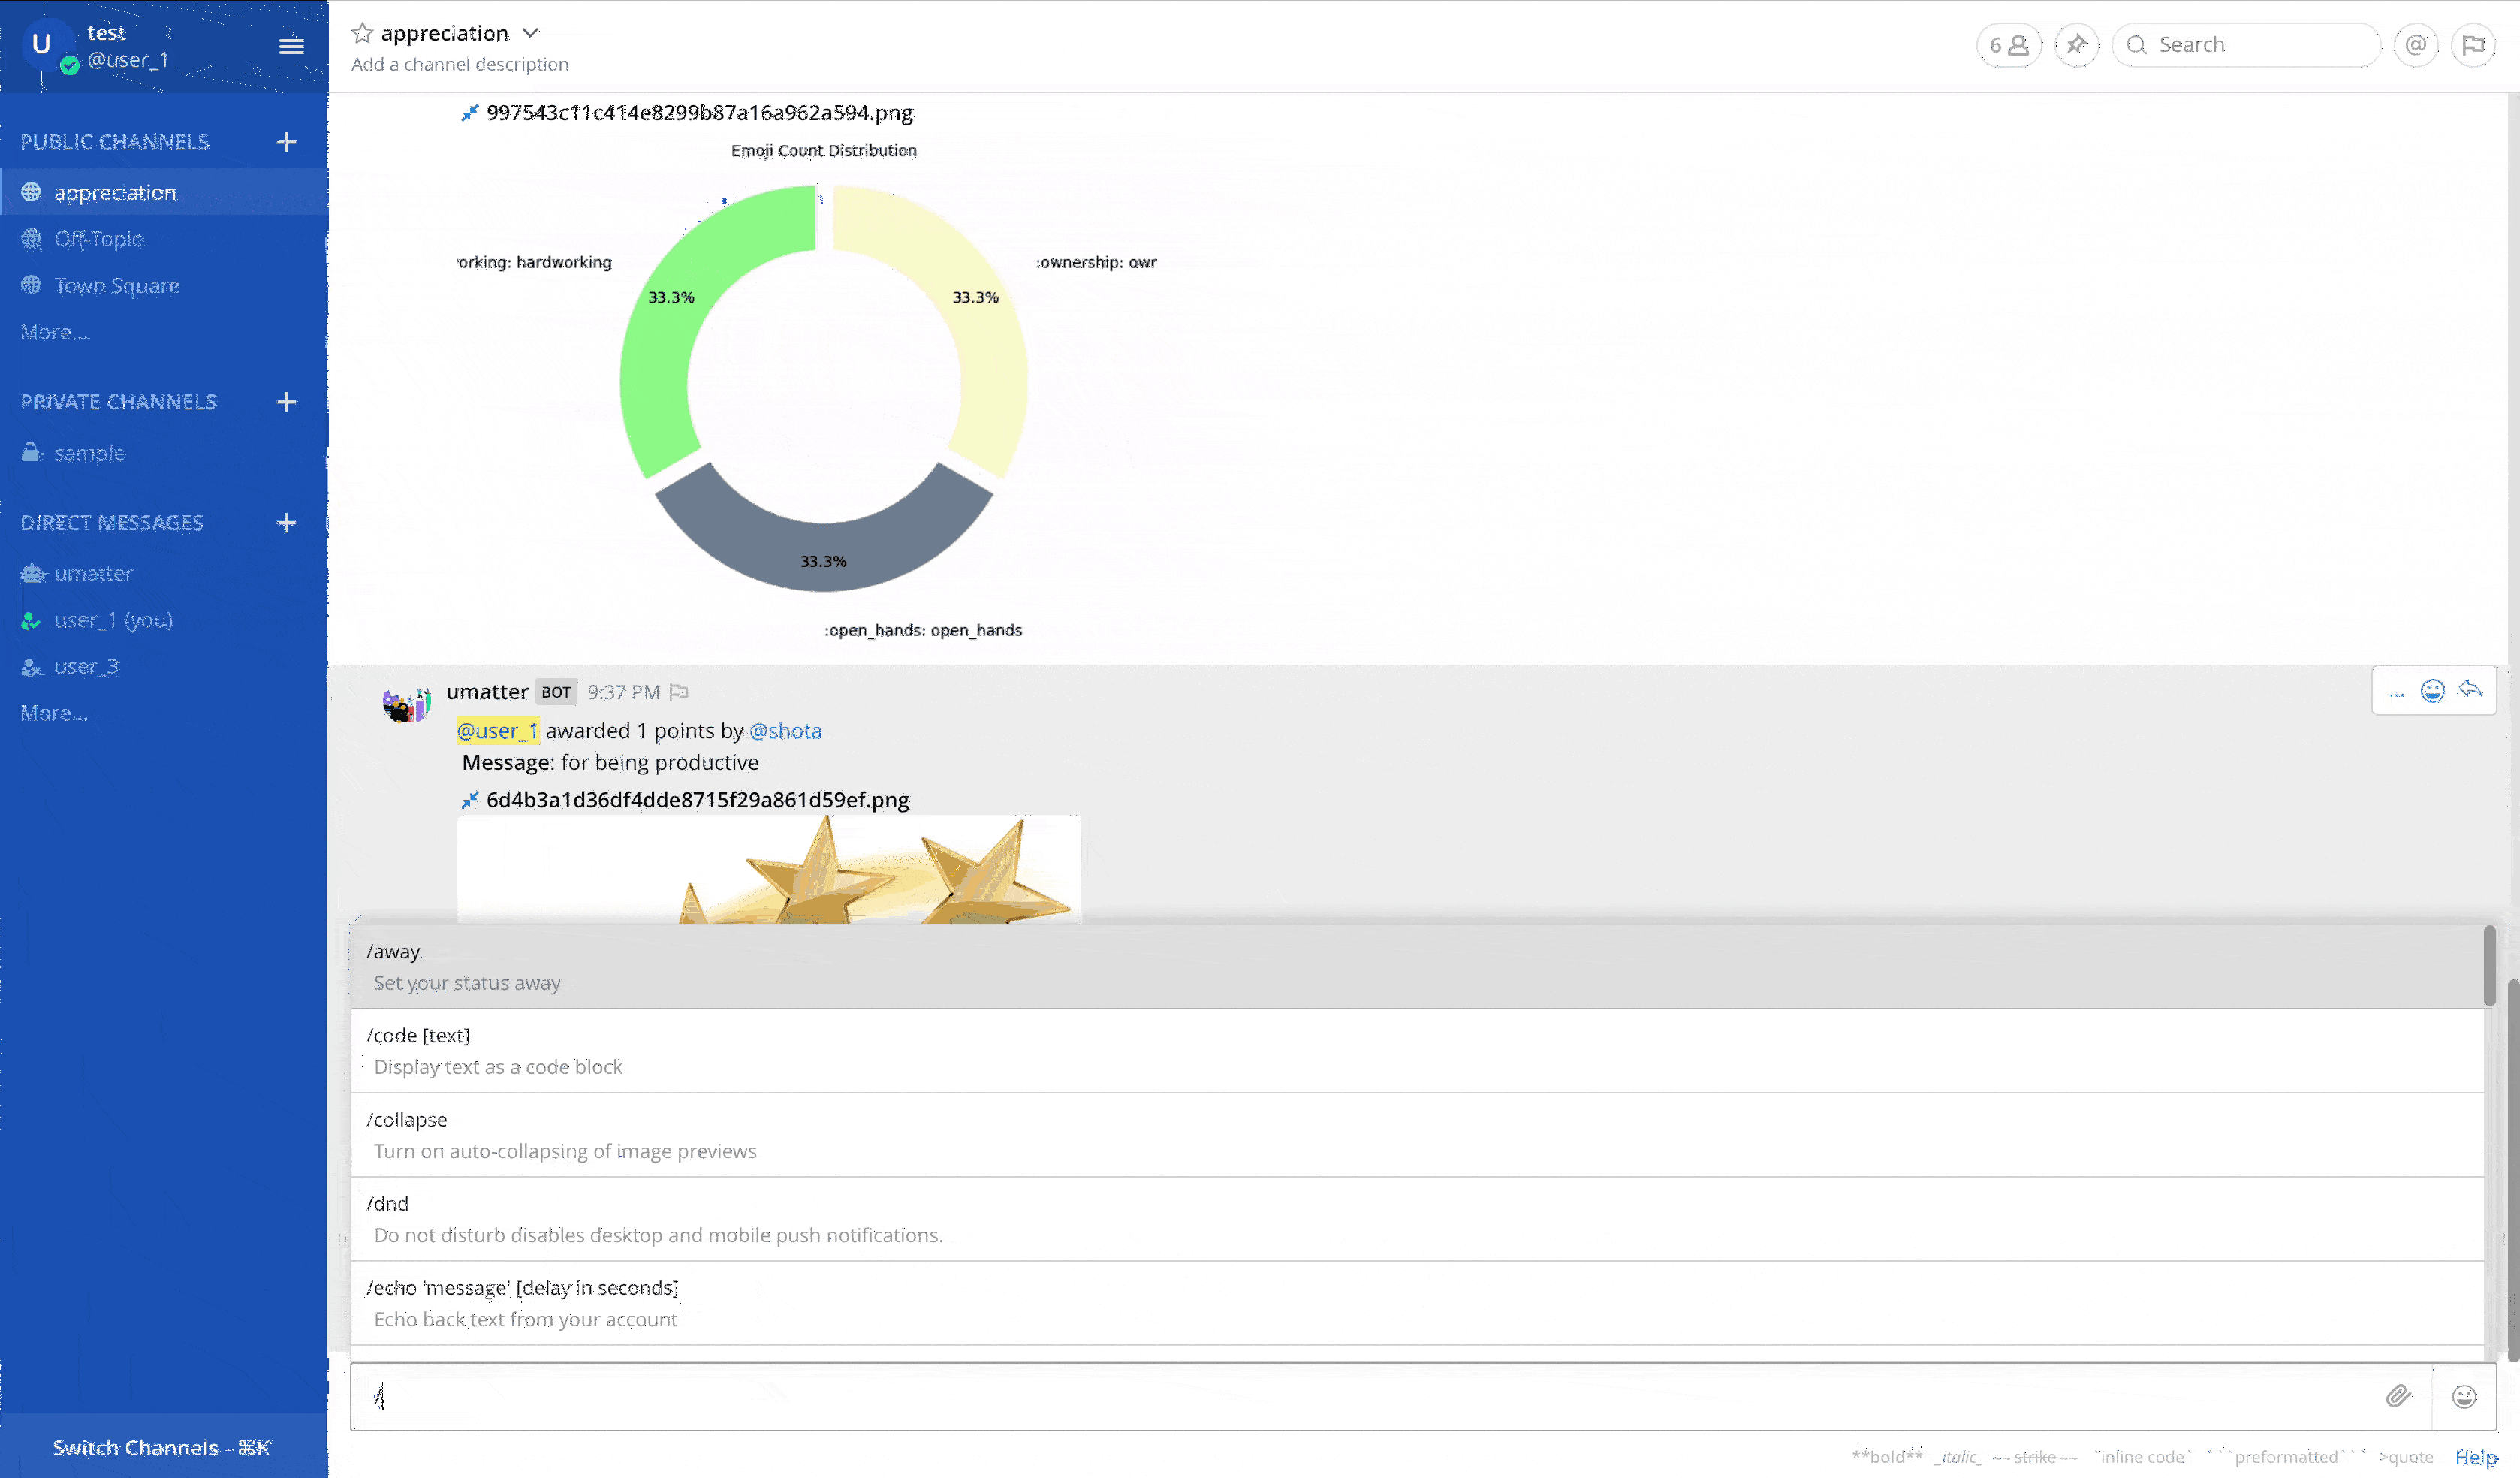 U
test
@user_1
PUBLIC CHANNELS
appreciation
Off-Topic
Town Square
More...
PRIVATE CHANNELS
sample
DIRECT MESSAGES
umatter
user_1 (you)
user_3
More...
Switch Channels - ⌘K
appreciation
Add a channel description
6
Search
@
997543c11c414e8299b87a16a962a594.png
Emoji Count Distribution
orking: hardworking
:ownership: owr
33.3%
33.3%
33.3%
:open_hands: open_hands
umatter BOT 9:37 PM
@user_1 awarded 1 points by @shota
Message: for being productive
6d4b3a1d36df4dde8715f29a861d59ef.png
/away
Set your status away
/code [text]
Display text as a code block
/collapse
Turn on auto-collapsing of image previews
/dnd
Do not disturb disables desktop and mobile push notifications.
/echo 'message' [delay in seconds]
Echo back text from your account
/
**bold** _italic_ ~~strike~~ `inline code` ```preformatted``` >quote Help